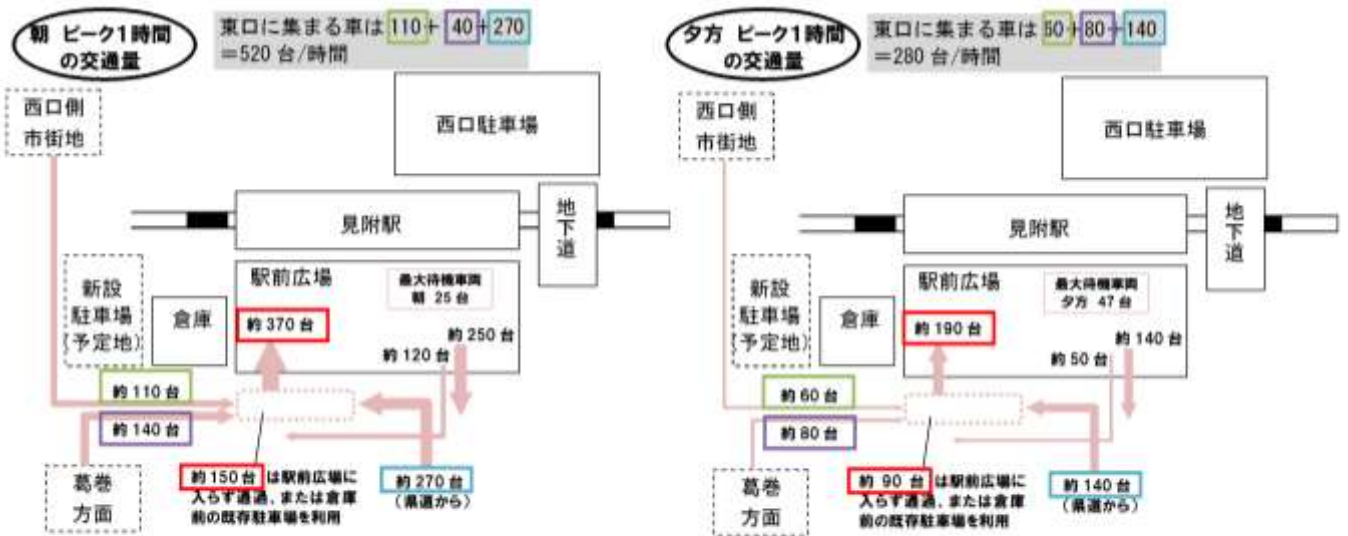 朝 ピーク1時間
の交通量
東口に集まる車は 110+ 40+270
=520 台/時間
西口側
市街地
西口駐車場
見附駅
地下道
新設
駐車場
(予定地)
倉庫
駅前広場
最大待機車両
朝 25 台
約 370 台
約 250 台
約 120 台
約 110 台
約 140 台
葛巻
方面
約 150 台 は駅前広場に
入らず通過、または倉庫
前の既存駐車場を利用
約 270 台
(県道から)
夕方 ピーク1時間
の交通量
東口に集まる車は 60+80+140
=280 台/時間
西口側
市街地
西口駐車場
見附駅
地下道
新設
駐車場
(予定地)
倉庫
駅前広場
最大待機車両
夕方 47 台
約 190 台
約 140 台
約 50 台
約 60 台
約 80 台
葛巻
方面
約 90 台 は駅前広場に
入らず通過、または倉庫
前の既存駐車場を利用
約 140 台
(県道から)